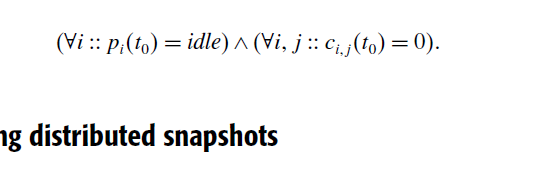 (∀i :: pᵢ(t₀) = idle) ∧ (∀i, j :: cᵢ,ⱼ(t₀) = 0).
ng distributed snapshots